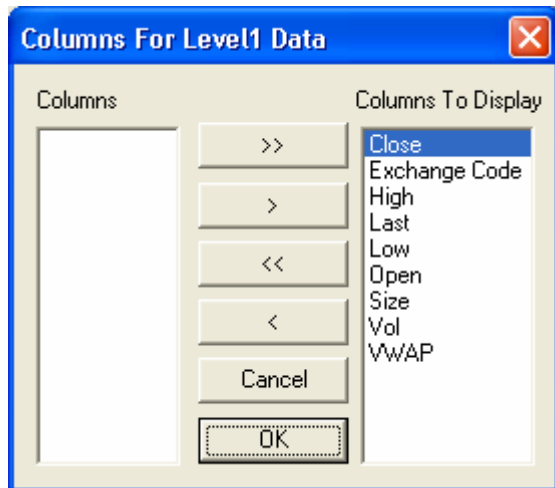 Columns For Level1 Data
Columns
Columns To Display
>>
>
<<
<
Cancel
OK
Close
Exchange Code
High
Last
Low
Open
Size
Vol
VWAP